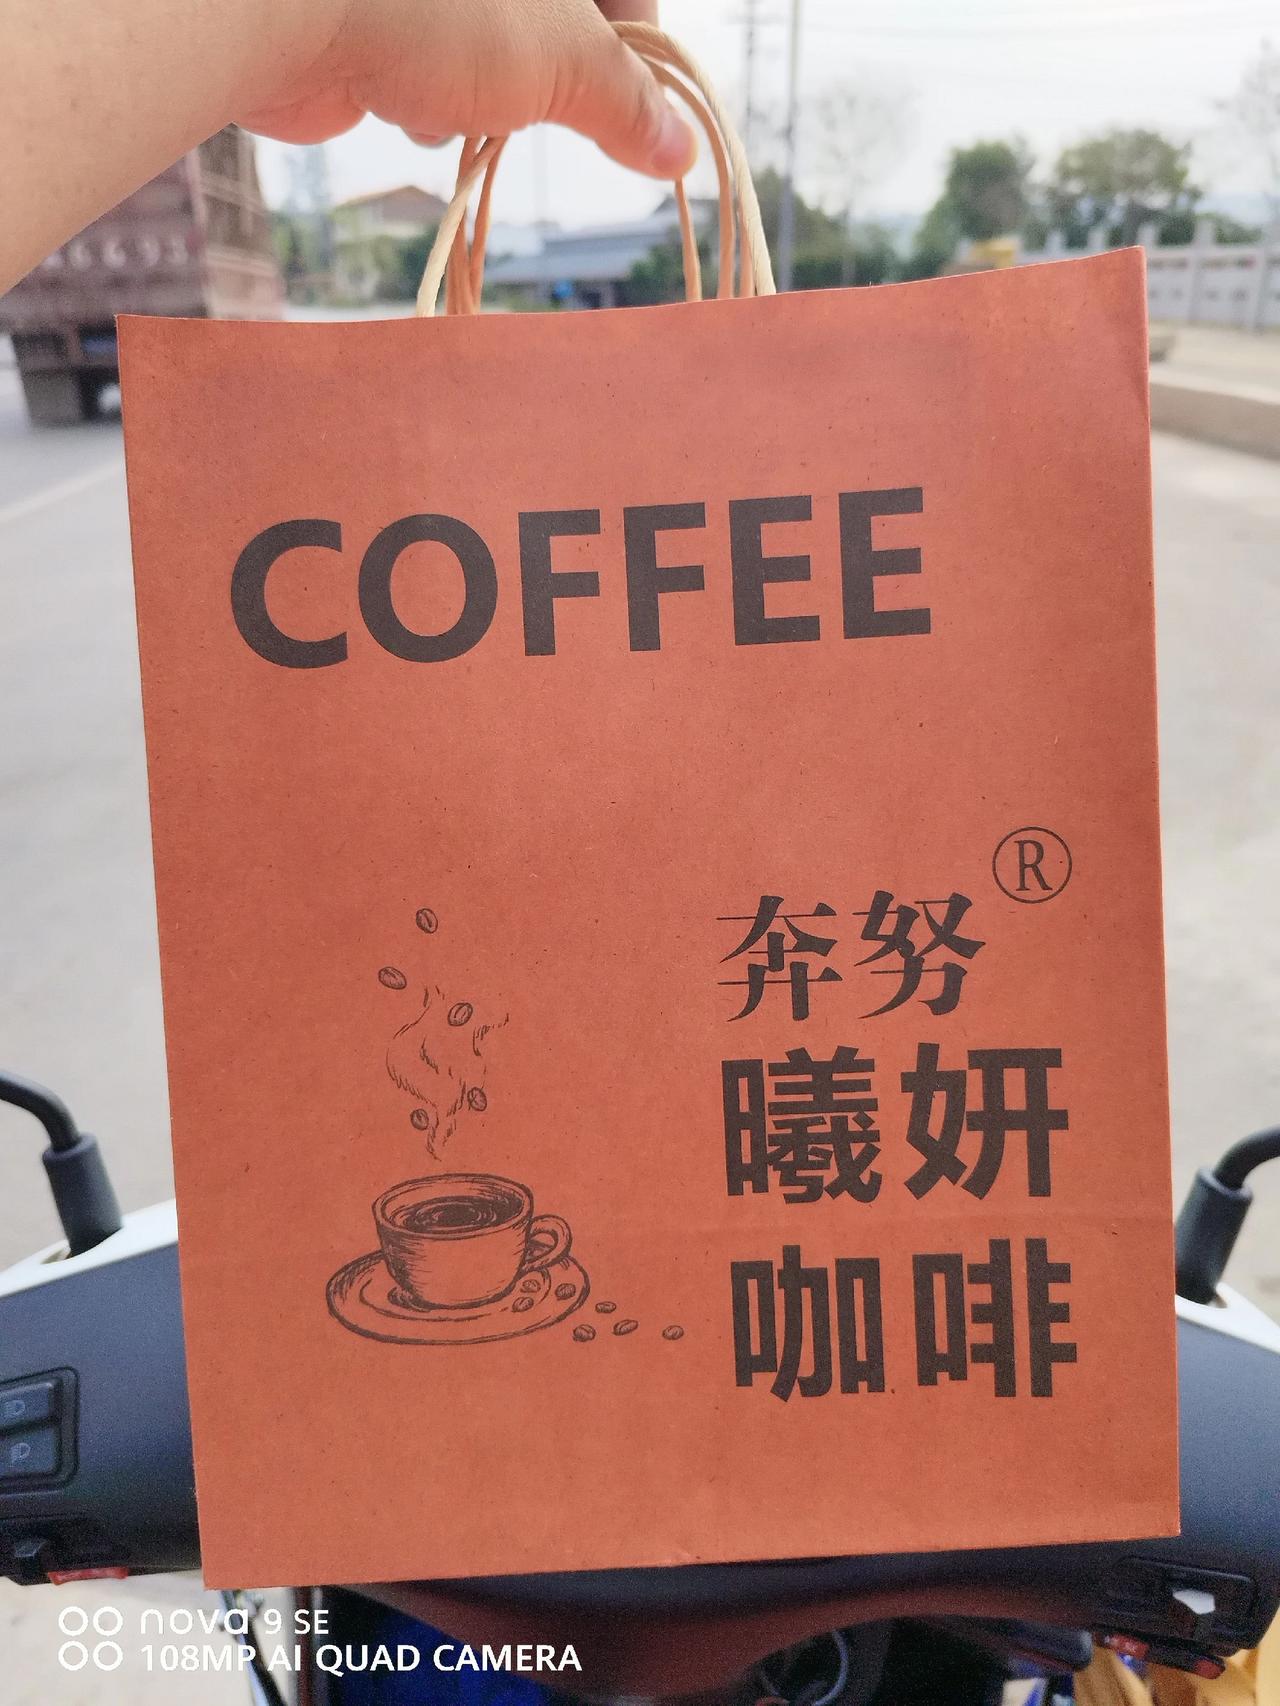 COFFEE
奔努®
曦妍
咖啡
nova 9 SE
108MP AI QUAD CAMERA